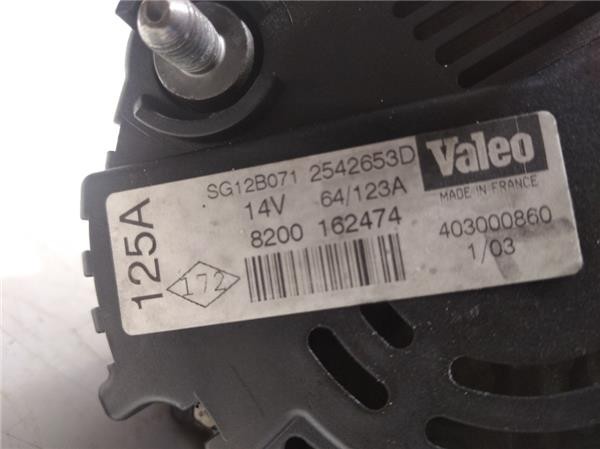 125A
SG12B071 2542653D
14V 64/123A
8200 162474
172
Valeo
MADE IN FRANCE
403000860
1/03